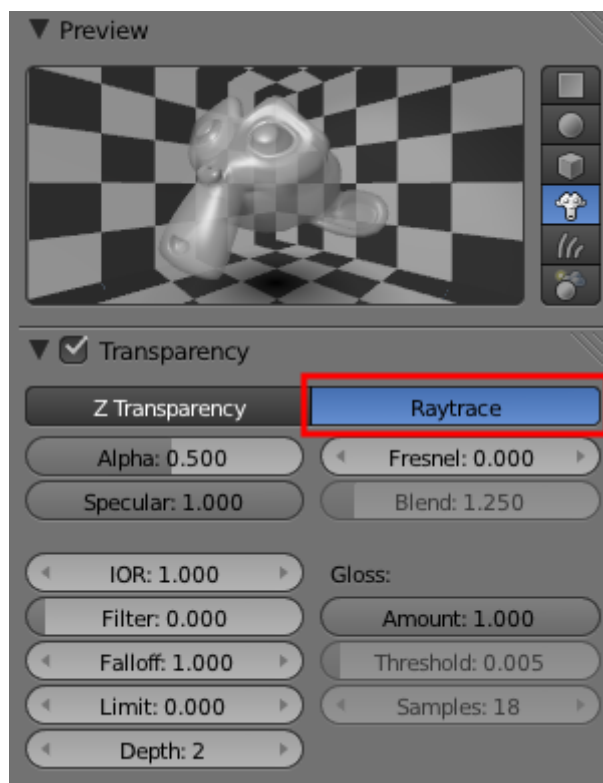 Preview
Transparency
Z Transparency Raytrace
Alpha: 0.500 Fresnel: 0.000
Specular: 1.000 Blend: 1.250
IOR: 1.000 Gloss:
Filter: 0.000 Amount: 1.000
Falloff: 1.000 Threshold: 0.005
Limit: 0.000 Samples: 18
Depth: 2